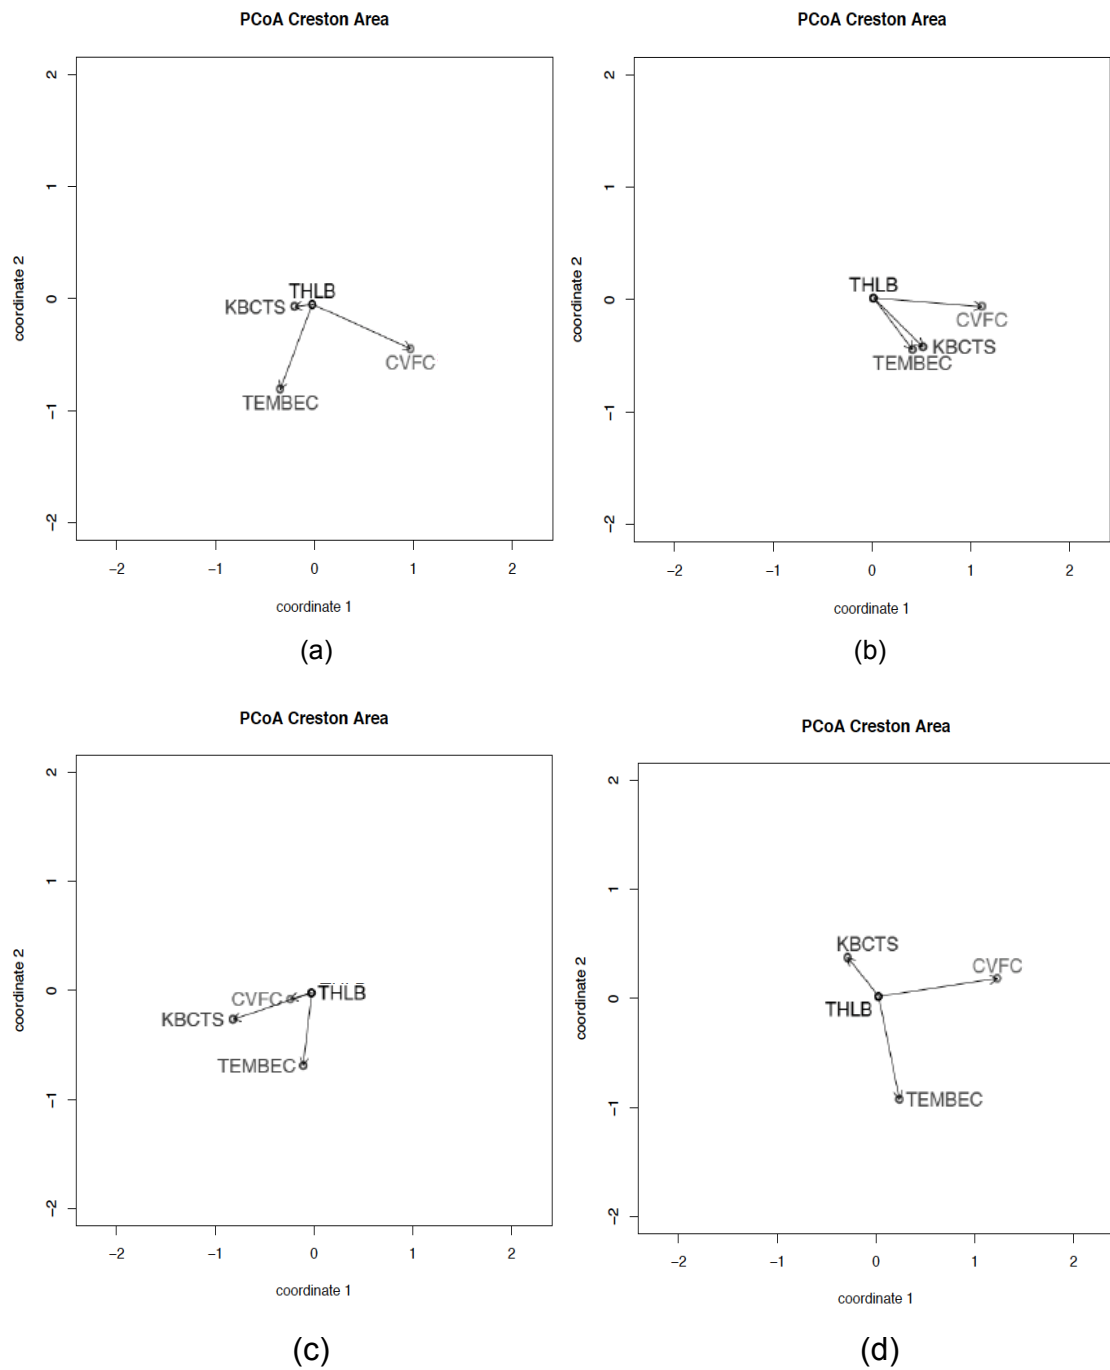 PCoA Creston Area
2
1
0
−1
−2
coordinate 2
THLB
KBCTS
CVFC
TEMBEC
−2 −1 0 1 2
coordinate 1
(a)
PCoA Creston Area
2
1
0
−1
−2
coordinate 2
THLB
CVFC
KBCTS
TEMBEC
−2 −1 0 1 2
coordinate 1
(b)
PCoA Creston Area
2
1
0
−1
−2
coordinate 2
CVFC THLB
KBCTS
TEMBEC
−2 −1 0 1 2
coordinate 1
(c)
PCoA Creston Area
2
1
0
−1
−2
coordinate 2
KBCTS
CVFC
THLB
TEMBEC
−2 −1 0 1 2
coordinate 1
(d)